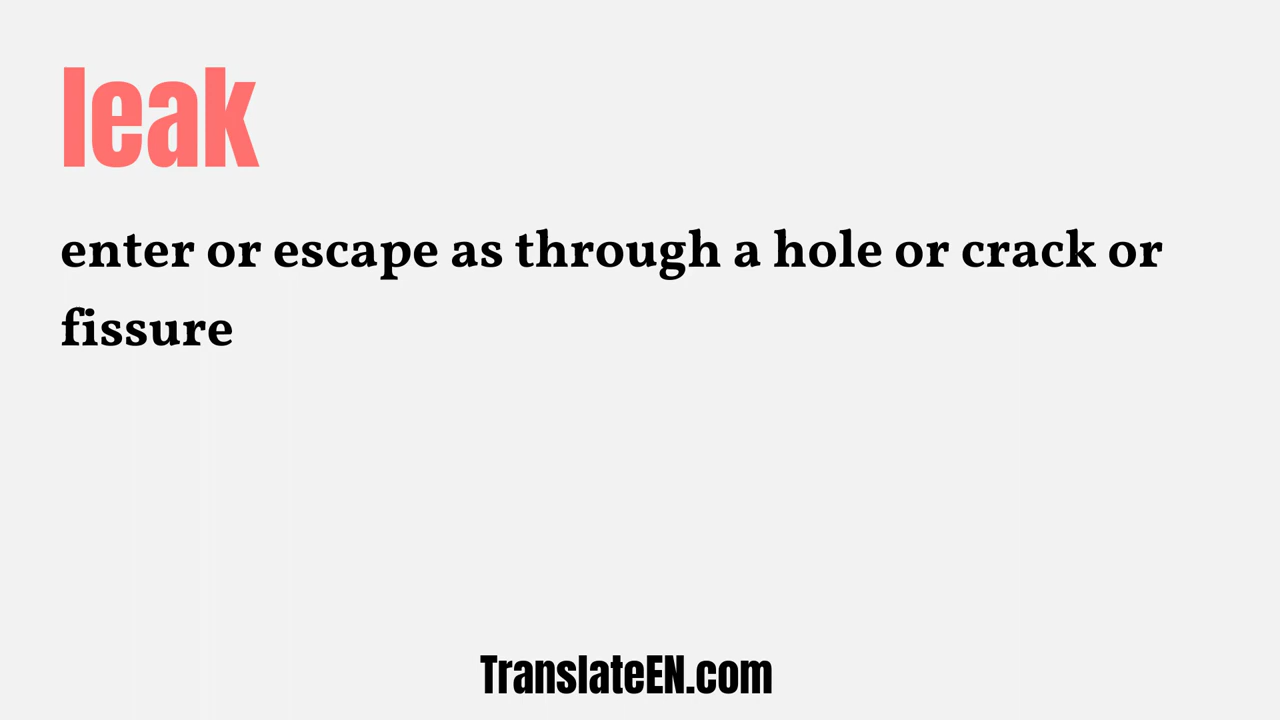 leak
enter or escape as through a hole or crack or
fissure
TranslateEN.com